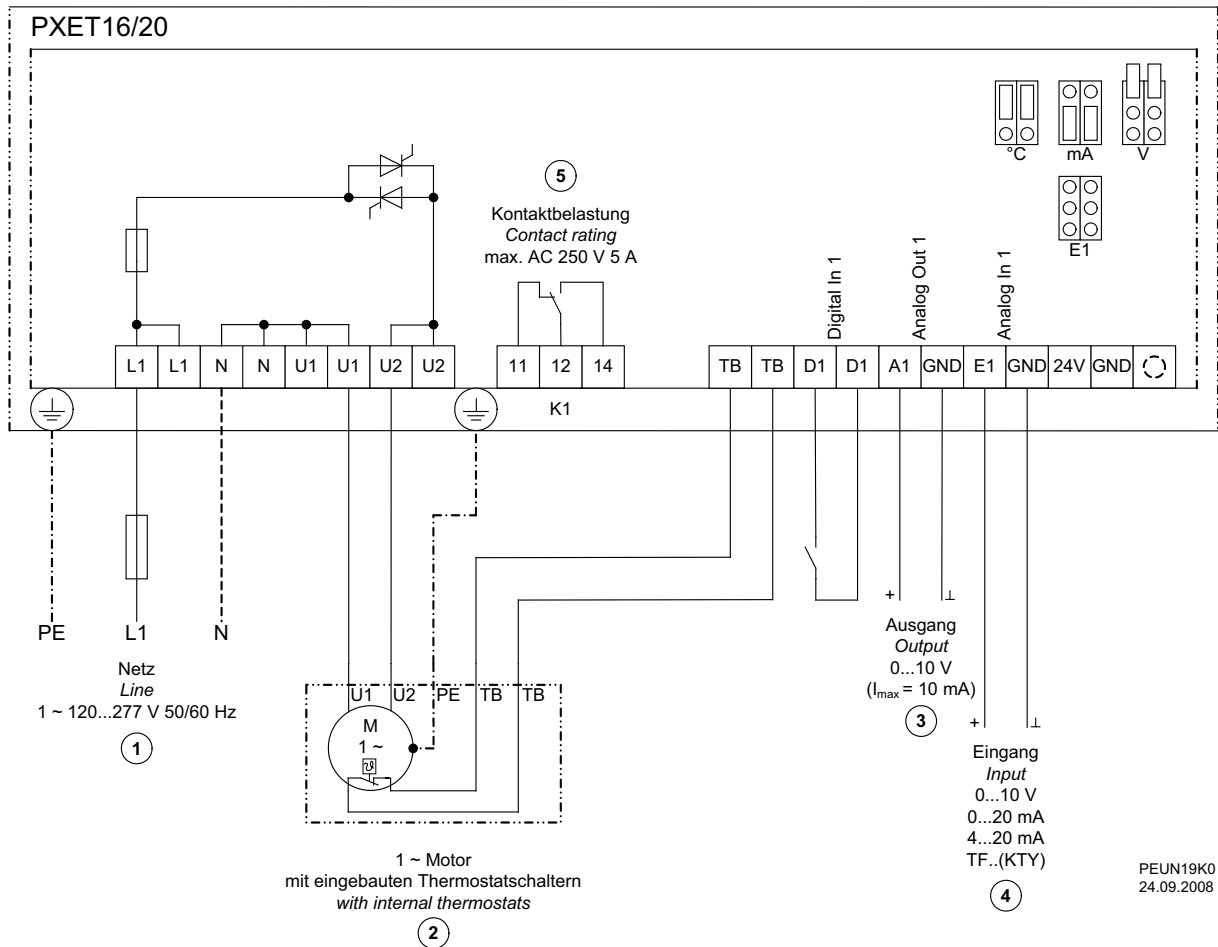 PXET16/20
°C
mA
V
E1
5
Kontaktbelastung
Contact rating
max. AC 250 V 5 A
Digital In 1
Analog Out 1
Analog In 1
L1 L1 N N U1 U1 U2 U2
11 12 14
TB TB D1 D1 A1 GND E1 GND 24V GND
K1
PE
L1
N
Netz
Line
1 ~ 120...277 V 50/60 Hz
1
U1 U2 PE TB TB
M
1 ~
ϑ
1 ~ Motor
mit eingebauten Thermostatschaltern
with internal thermostats
2
+ ⊥
Ausgang
Output
0...10 V
(Imax = 10 mA)
3
+ ⊥
Eingang
Input
0...10 V
0...20 mA
4...20 mA
TF..(KTY)
4
PEUN19K0
24.09.2008